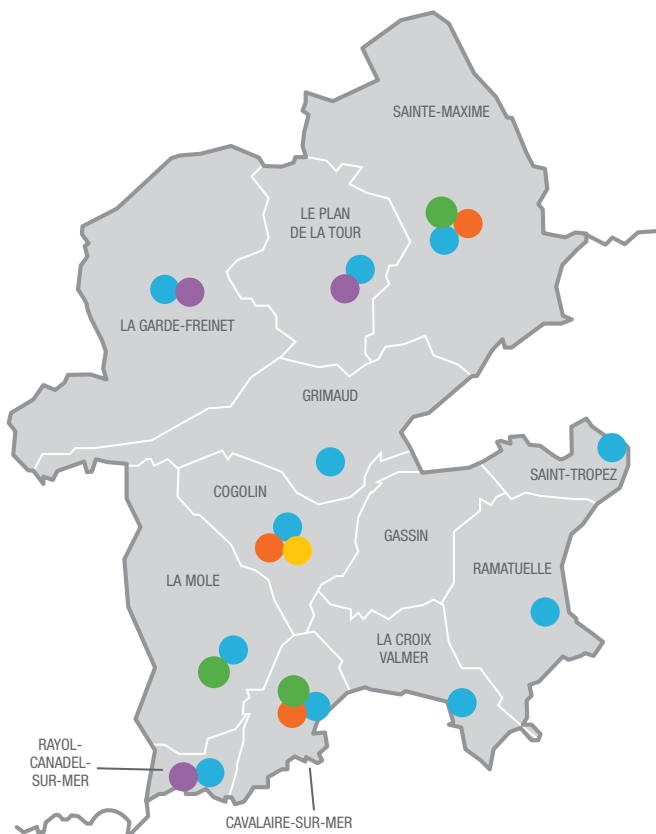 SAINTE-MAXIME
LE PLAN
DE LA TOUR
LA GARDE-FREINET
GRIMAUD
SAINT-TROPEZ
COGOLIN
GASSIN
RAMATUELLE
LA MOLE
LA CROIX
VALMER
RAYOL-
CANADEL-
SUR-MER
CAVALAIRE-SUR-MER